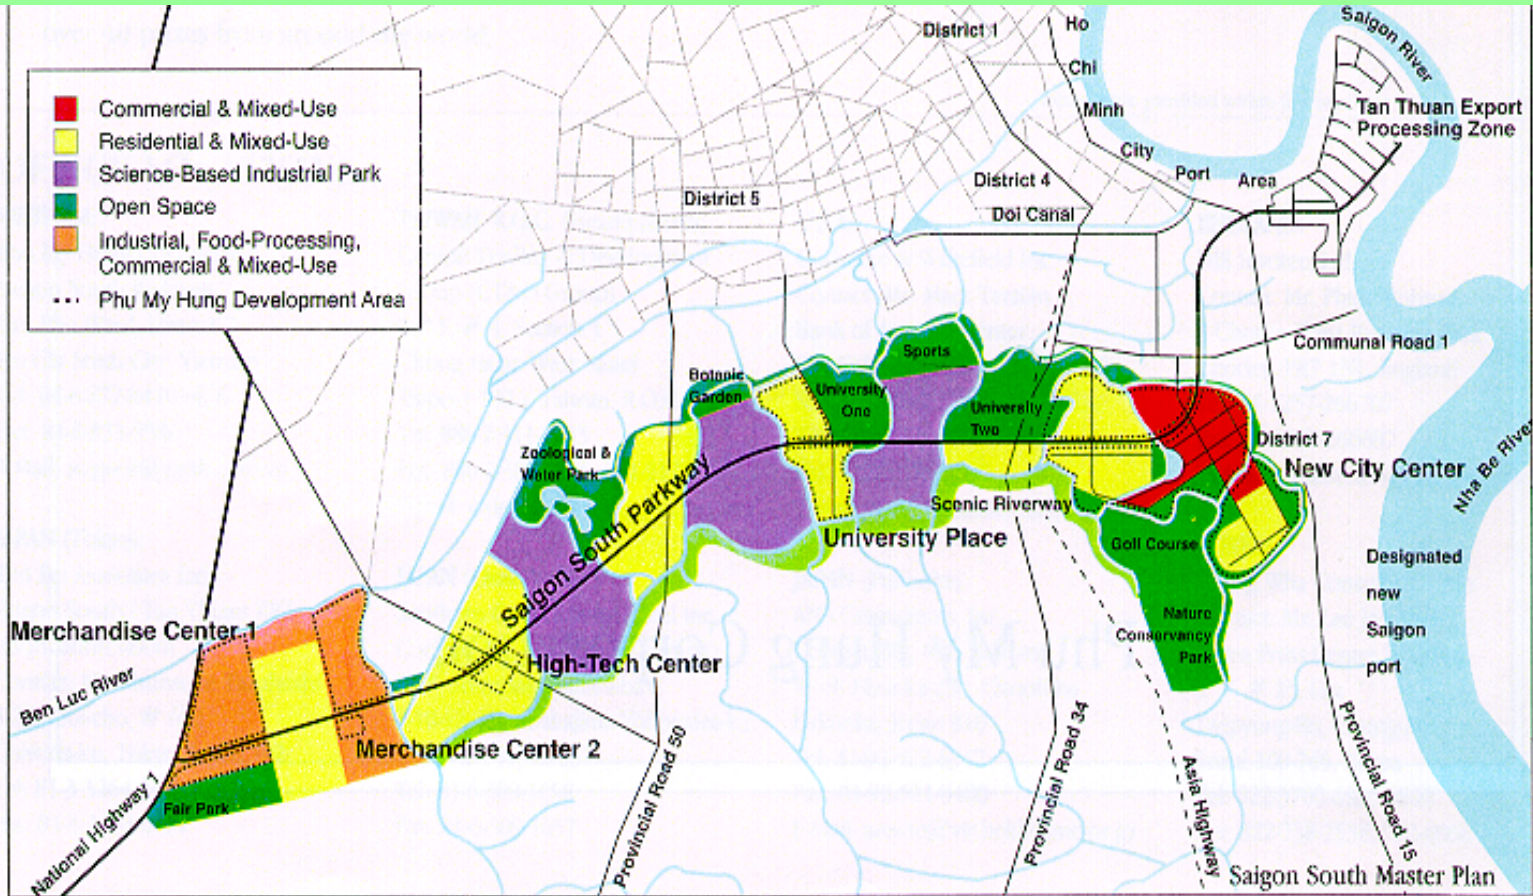 District 1
Ho
Chi
Minh
City
Port
Area
Saigon River
Tan Thuan Export
Processing Zone
Commercial & Mixed-Use
Residential & Mixed-Use
Science-Based Industrial Park
Open Space
Industrial, Food-Processing,
Commercial & Mixed-Use
Phu My Hung Development Area
District 5
District 4
Doi Canal
Communal Road 1
Sports
Botanic
Garden
University
One
University
Two
District 7
New City Center
Nha Be River
Zoological &
Water Park
Saigon South Parkway
Scenic Riverway
University Place
Golf Course
Nature
Conservancy
Park
Designated
new
Saigon
port
Merchandise Center 1
Ben Luc River
High-Tech Center
Merchandise Center 2
Fair Park
National Highway 1
Provincial Road 50
Provincial Road 34
Asia Highway
Provincial Road 15
Saigon South Master Plan